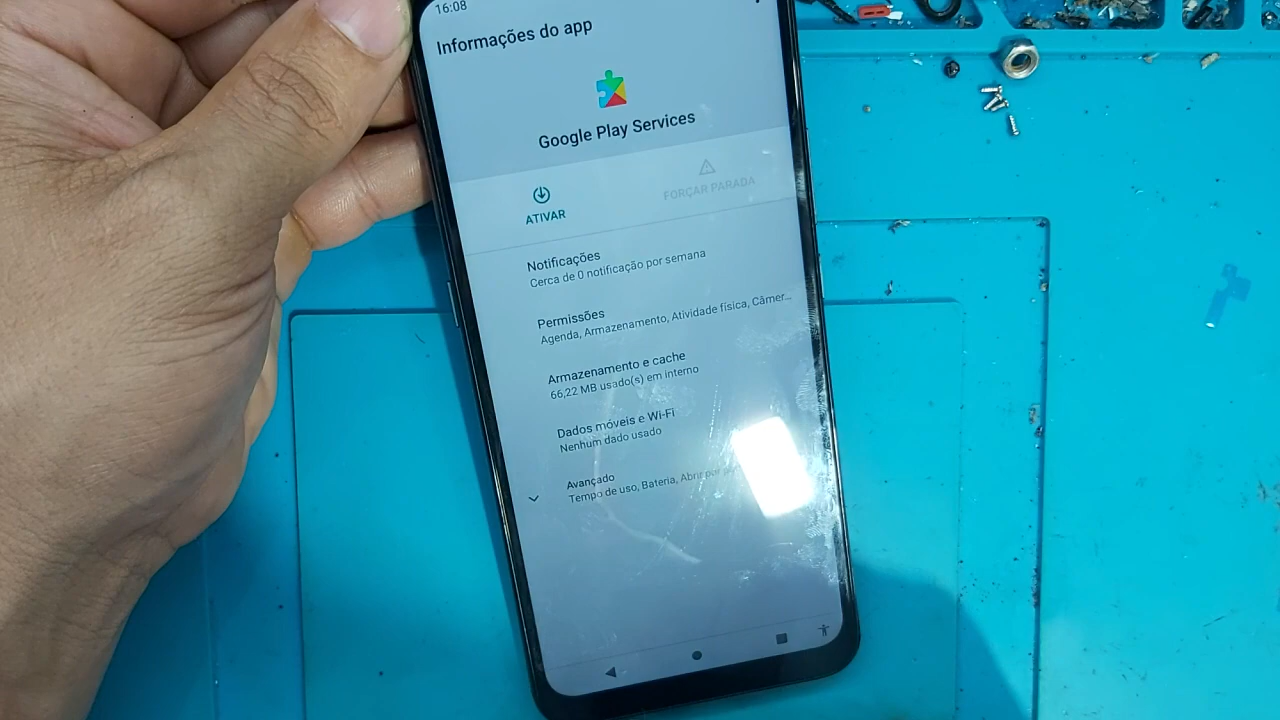 16:08
Informações do app
Google Play Services
ATIVAR
FORÇAR PARADA
Notificações
Cerca de 0 notificação por semana
Permissões
Agenda, Armazenamento, Atividade física, Câmer...
Armazenamento e cache
66,22 MB usado(s) em interno
Dados móveis e Wi-Fi
Nenhum dado usado
Avançado
Tempo de uso, Bateria, Abrir por